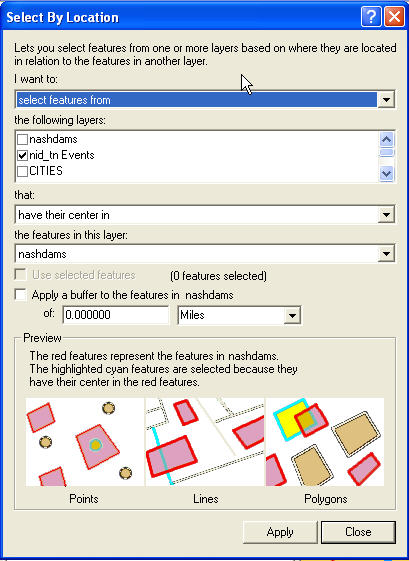 Select By Location
Lets you select features from one or more layers based on where they are located
in relation to the features in another layer.
I want to:
select features from
the following layers:
nashdams
nid_tn Events
CITIES
that:
have their center in
the features in this layer:
nashdams
Use selected features (0 features selected)
Apply a buffer to the features in nashdams
of: 0.000000 Miles
Preview
The red features represent the features in nashdams.
The highlighted cyan features are selected because they
have their center in the red features.
Points Lines Polygons
Apply Close